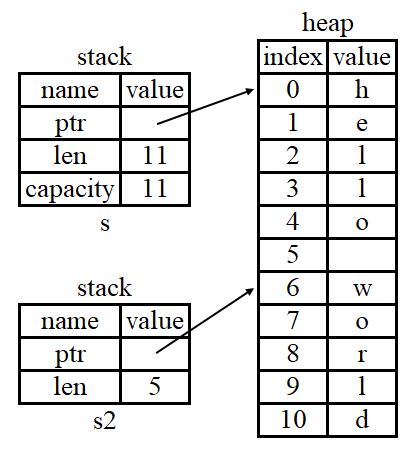 heap
stack
index value
name value
0 h
ptr
1 e
len 11
2 l
capacity 11
3 l
s
4 o
5
stack
6 w
name value
7 o
ptr
8 r
len 5
9 l
s2
10 d